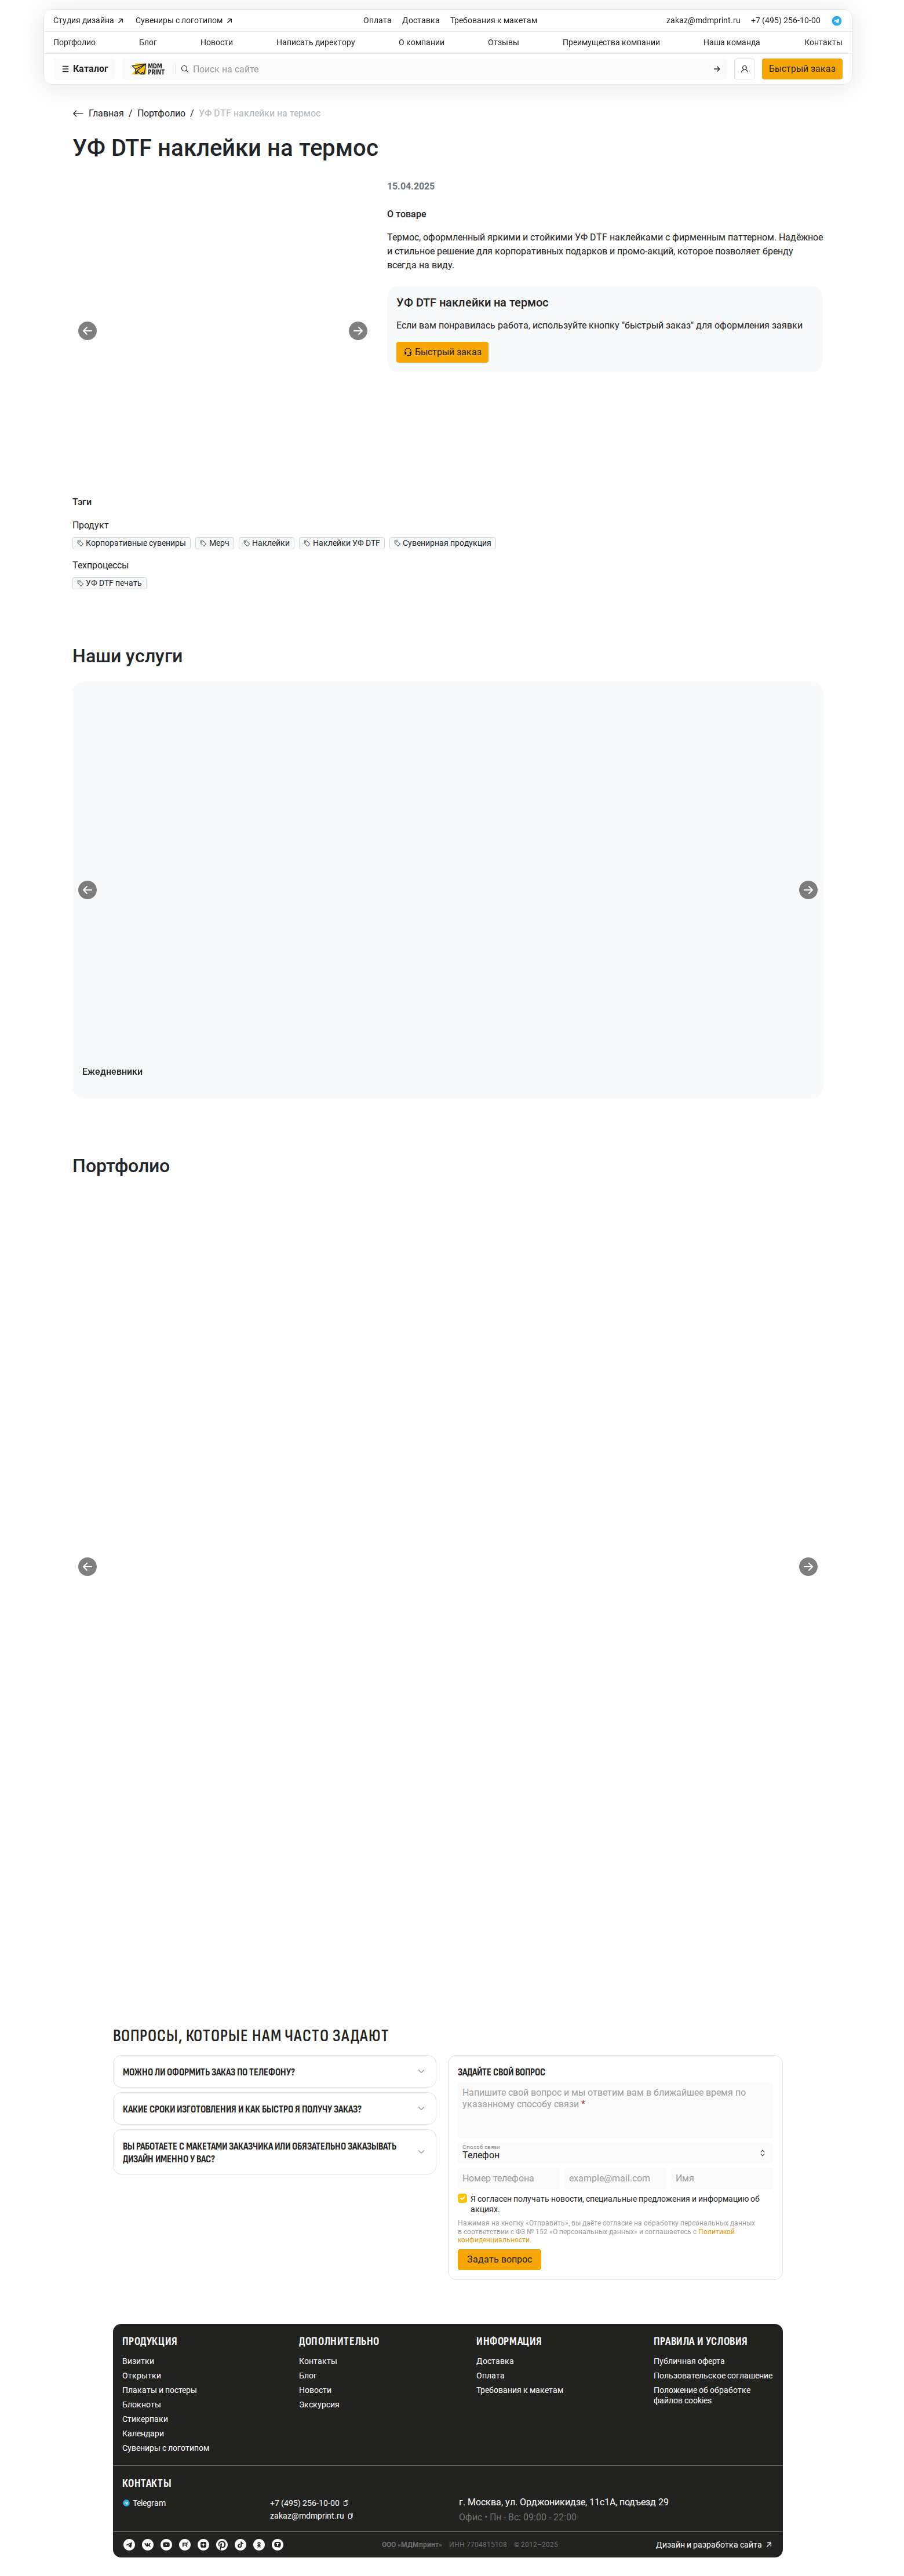 Студия дизайна
Сувениры с логотипом
Оплата
Доставка
Требования к макетам
zakaz@mdmprint.ru
+7 (495) 256-10-00
Портфолио
Блог
Новости
Написать директору
О компании
Отзывы
Преимущества компании
Наша команда
Контакты
Каталог
MDM
PRINT
Поиск на сайте
Быстрый заказ
Главная / Портфолио / УФ DTF наклейки на термос
УФ DTF наклейки на термос
15.04.2025
О товаре
Термос, оформленный яркими и стойкими УФ DTF наклейками с фирменным паттерном. Надёжное
и стильное решение для корпоративных подарков и промо-акций, которое позволяет бренду
всегда на виду.
УФ DTF наклейки на термос
Если вам понравилась работа, используйте кнопку "быстрый заказ" для оформления заявки
Быстрый заказ
Тэги
Продукт
Корпоративные сувениры
Мерч
Наклейки
Наклейки УФ DTF
Сувенирная продукция
Техпроцессы
УФ DTF печать
Наши услуги
Ежедневники
Портфолио
ВОПРОСЫ, КОТОРЫЕ НАМ ЧАСТО ЗАДАЮТ
МОЖНО ЛИ ОФОРМИТЬ ЗАКАЗ ПО ТЕЛЕФОНУ?
КАКИЕ СРОКИ ИЗГОТОВЛЕНИЯ И КАК БЫСТРО Я ПОЛУЧУ ЗАКАЗ?
ВЫ РАБОТАЕТЕ С МАКЕТАМИ ЗАКАЗЧИКА ИЛИ ОБЯЗАТЕЛЬНО ЗАКАЗЫВАТЬ
ДИЗАЙН ИМЕННО У ВАС?
ЗАДАЙТЕ СВОЙ ВОПРОС
Напишите свой вопрос и мы ответим вам в ближайшее время по
указанному способу связи *
Способ связи
Телефон
Номер телефона
example@mail.com
Имя
Я согласен получать новости, специальные предложения и информацию об
акциях.
Нажимая на кнопку «Отправить», вы даёте согласие на обработку персональных данных
в соответствии с ФЗ № 152 «О персональных данных» и соглашаетесь с Политикой
конфиденциальности
Задать вопрос
ПРОДУКЦИЯ
Визитки
Открытки
Плакаты и постеры
Блокноты
Стикерпаки
Календари
Сувениры с логотипом
ДОПОЛНИТЕЛЬНО
Контакты
Блог
Новости
Экскурсия
ИНФОРМАЦИЯ
Доставка
Оплата
Требования к макетам
ПРАВИЛА И УСЛОВИЯ
Публичная оферта
Пользовательское соглашение
Положение об обработке
файлов cookies
КОНТАКТЫ
Telegram
+7 (495) 256-10-00
zakaz@mdmprint.ru
г. Москва, ул. Орджоникидзе, 11с1А, подъезд 29
Офис • Пн - Вс: 09:00 - 22:00
ООО «МДМпринт»
ИНН 7704815108
© 2012–2025
Дизайн и разработка сайта